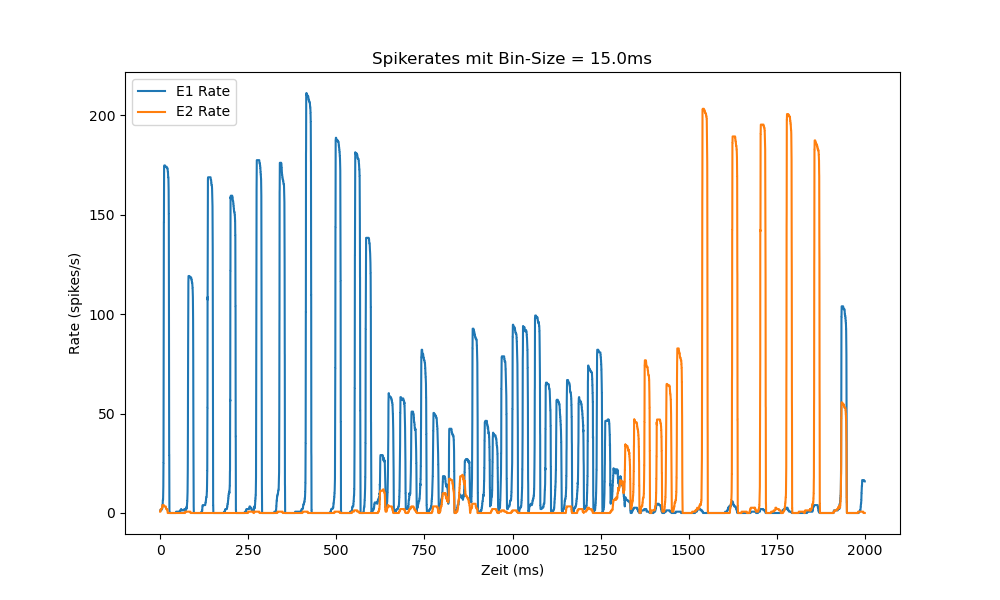 Spikerates mit Bin-Size = 15.0ms
E1 Rate
E2 Rate
Rate (spikes/s)
200
150
100
50
0
0 250 500 750 1000 1250 1500 1750 2000
Zeit (ms)